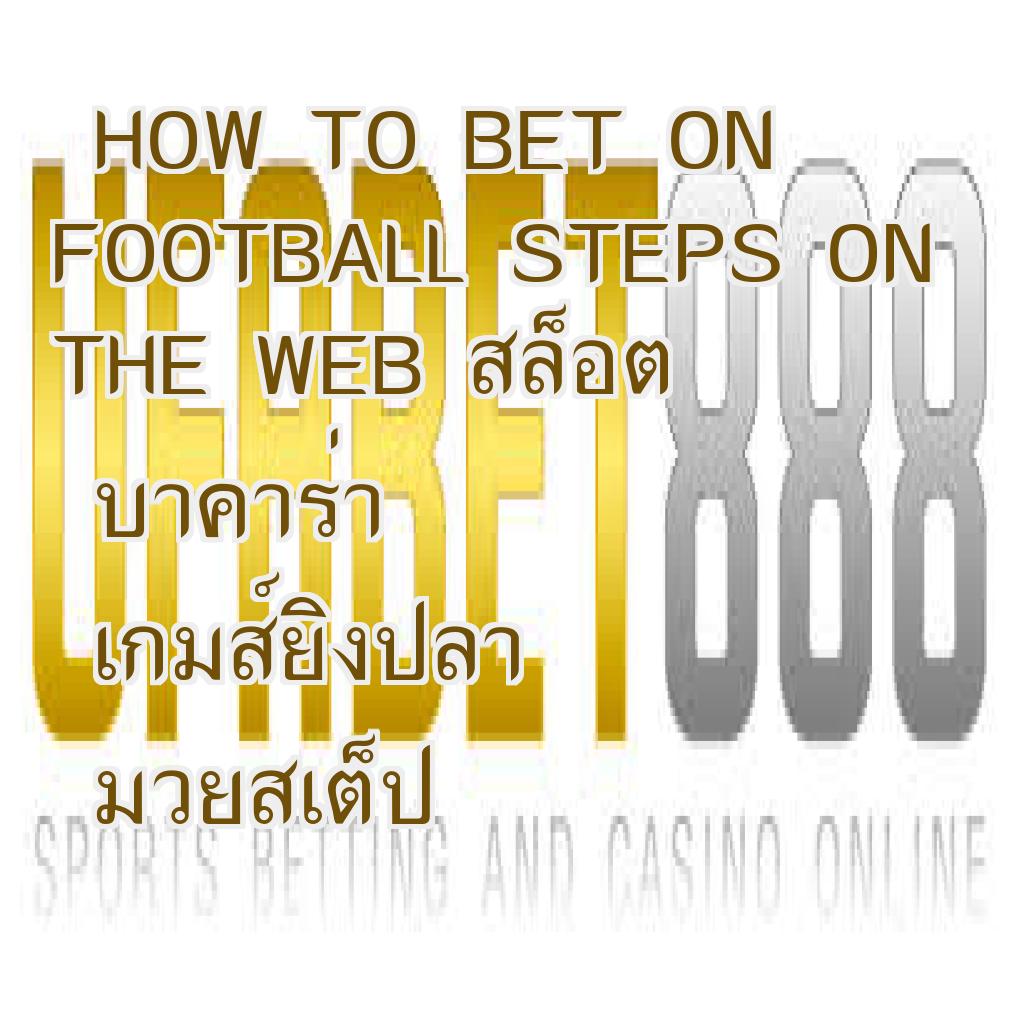 HOW TO BET ON
FOOTBALL STEPS ON
THE WEB สล็อต
บาคาร่า
เกมส์ยิงปลา
มวยสเต็ป
UFABET888
SPORTS BETTING AND CASINO ONLINE